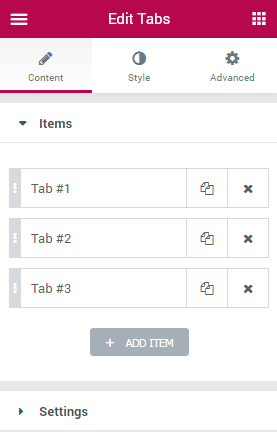 Edit Tabs
Content Style Advanced
Items
Tab #1
Tab #2
Tab #3
ADD ITEM
Settings